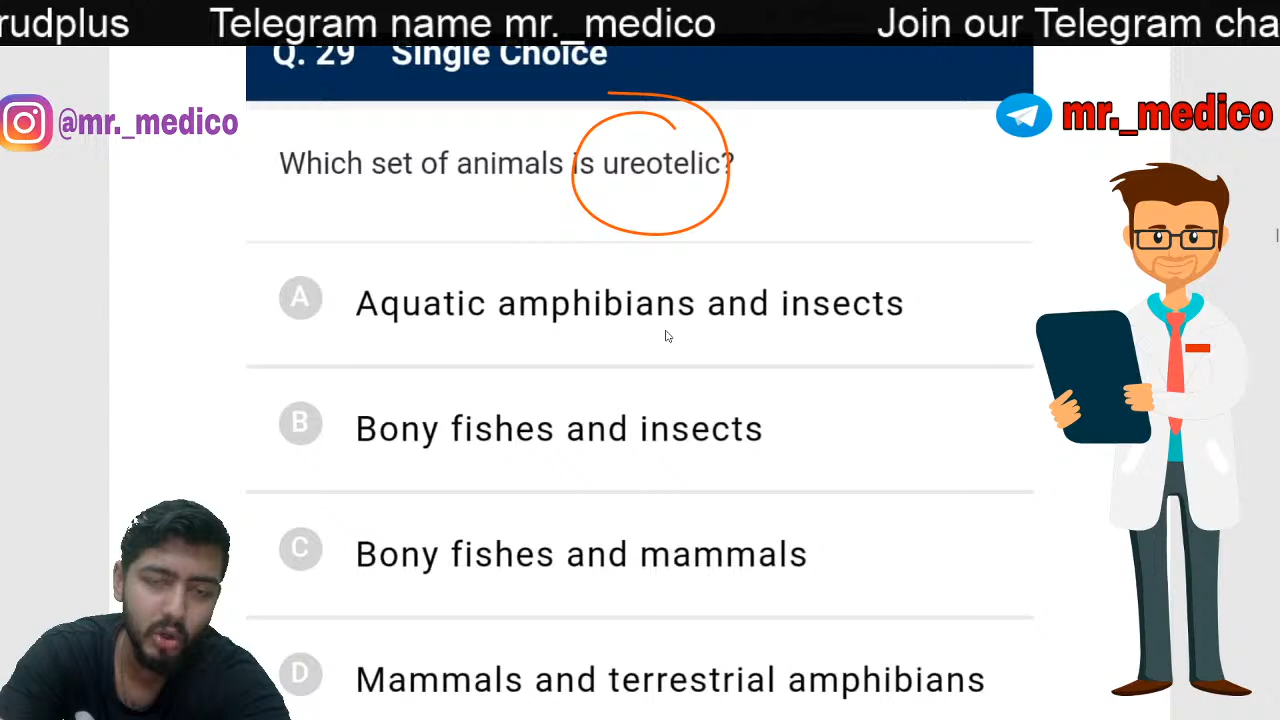 rudplus Telegram name mr._medico Join our Telegram cha
Q. 29 Single Choice
@mr._medico
mr._medico
Which set of animals is ureotelic?
A Aquatic amphibians and insects
B Bony fishes and insects
C Bony fishes and mammals
D Mammals and terrestrial amphibians